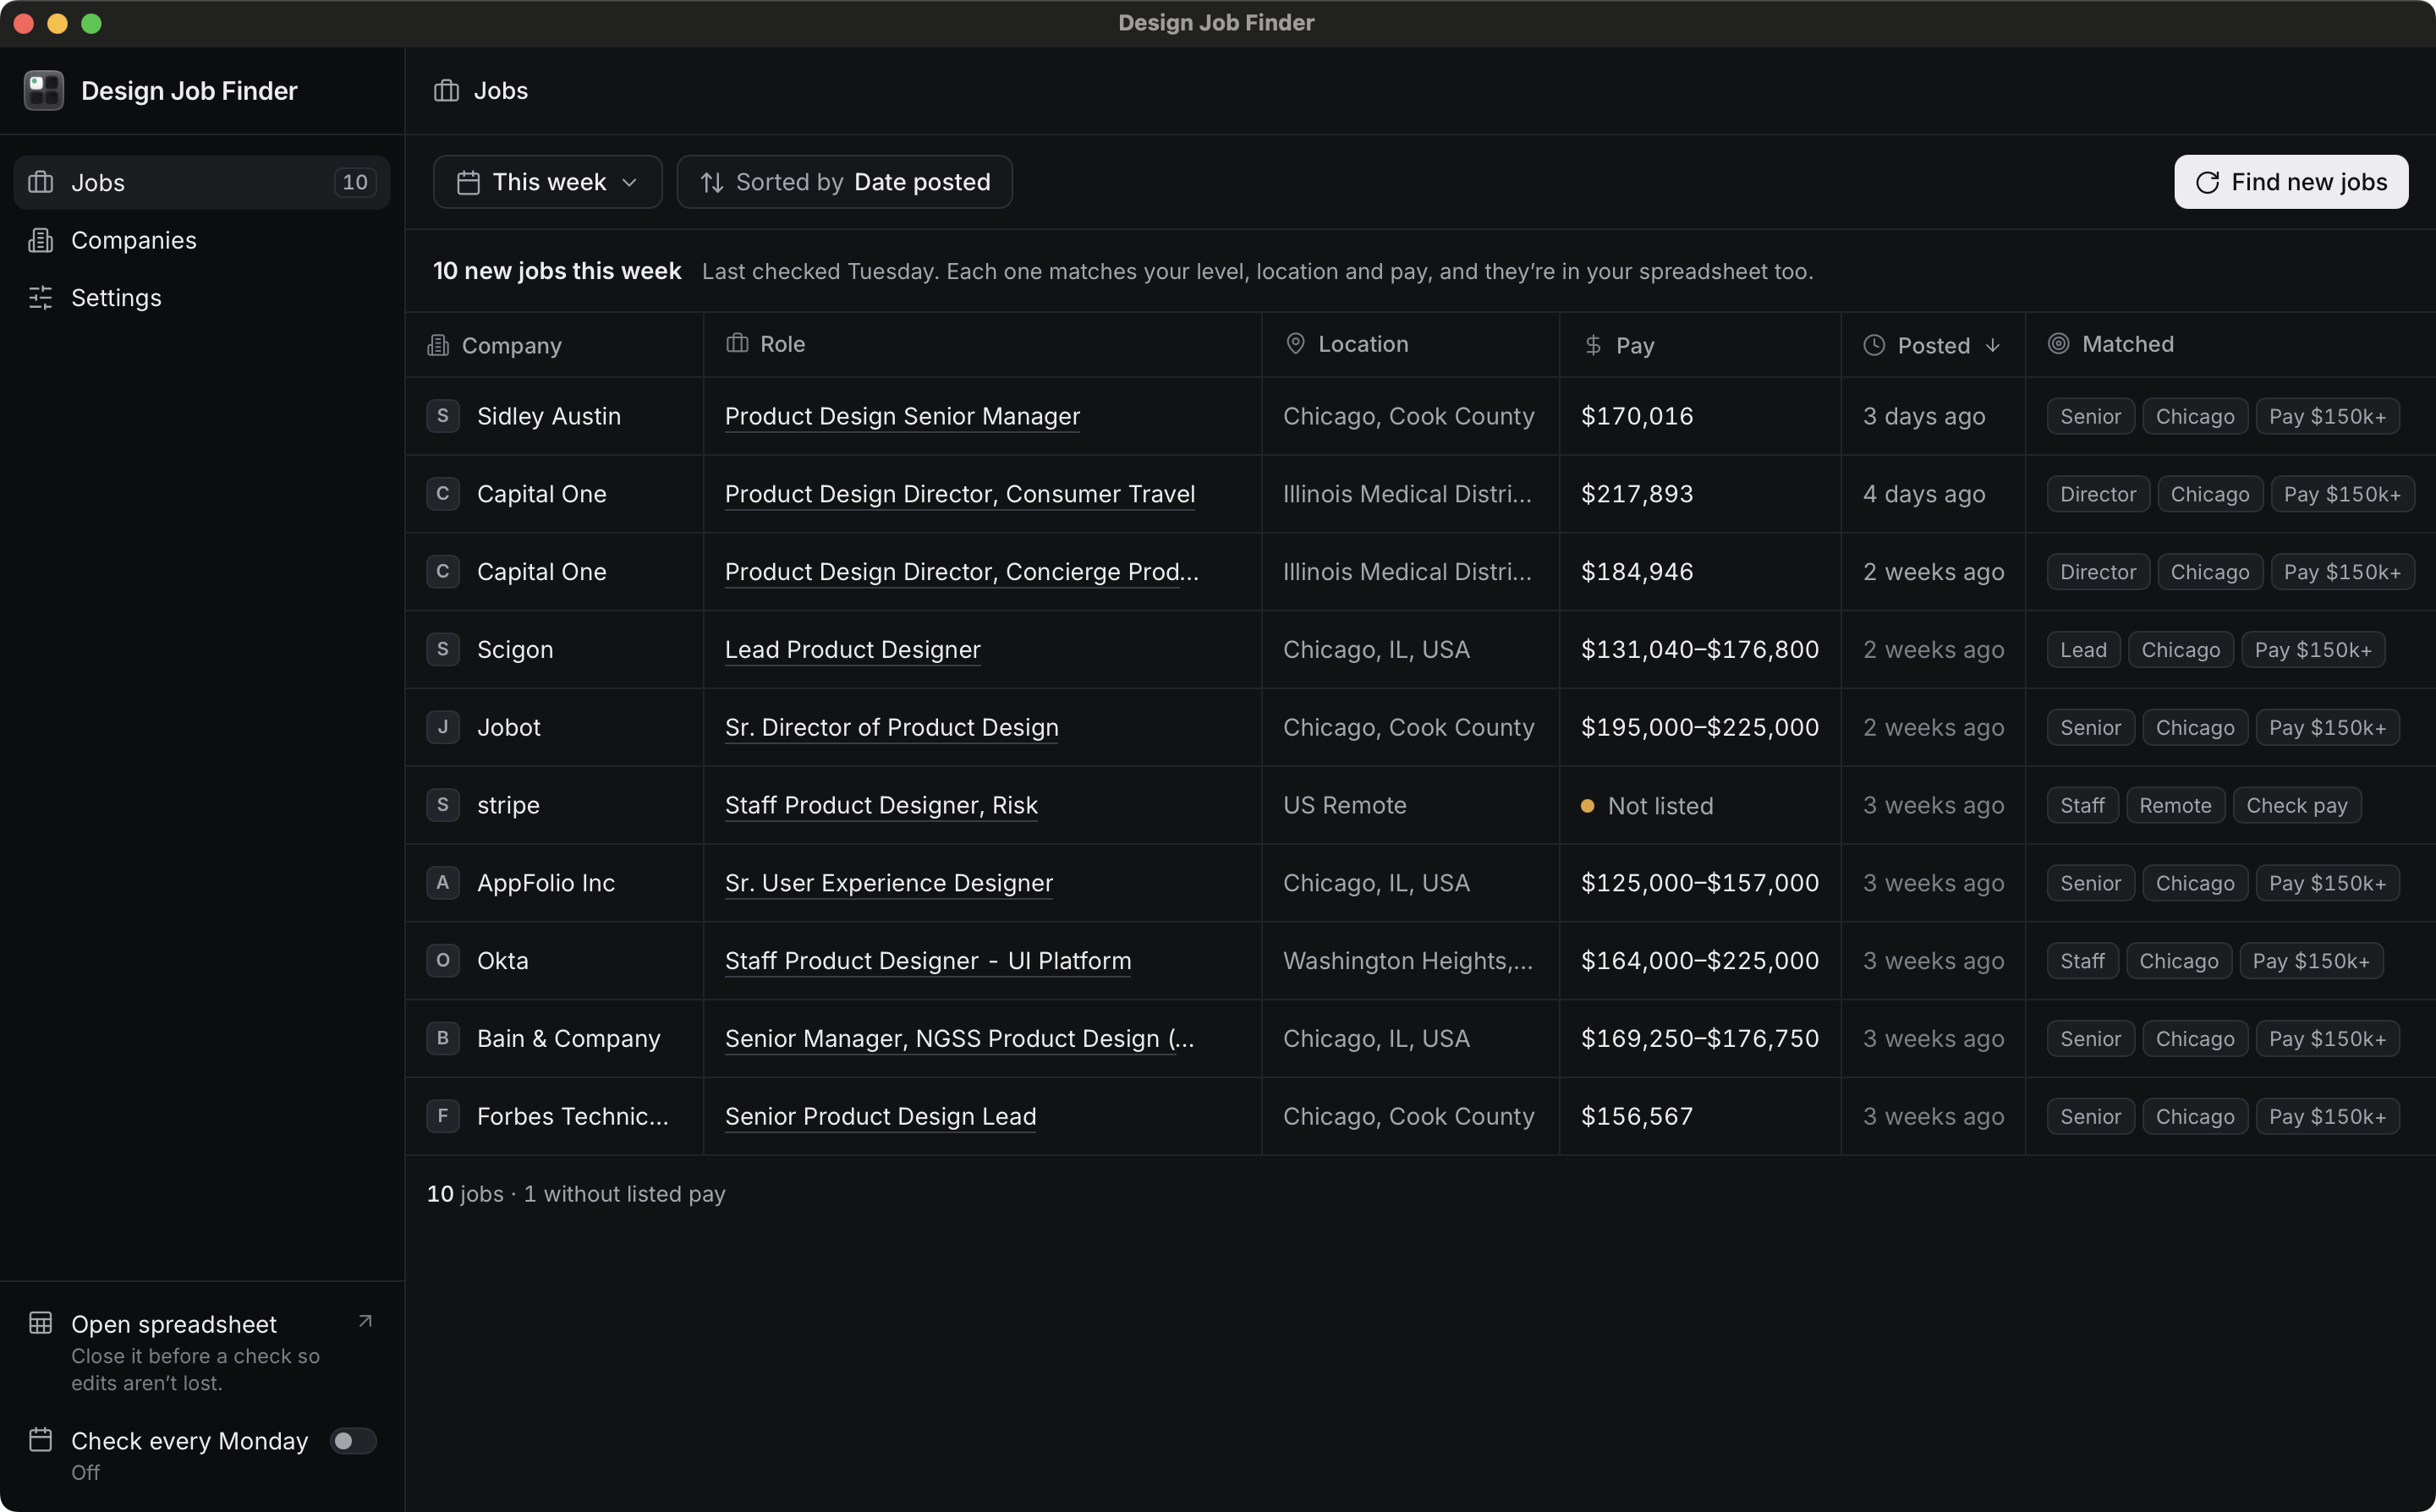 Design Job Finder
Design Job Finder
Jobs
Jobs 10
Companies
Settings
This week
Sorted by Date posted
Find new jobs
10 new jobs this week Last checked Tuesday. Each one matches your level, location and pay, and they’re in your spreadsheet too.
Company Role Location Pay Posted Matched
S Sidley Austin Product Design Senior Manager Chicago, Cook County $170,016 3 days ago Senior Chicago Pay $150k+
C Capital One Product Design Director, Consumer Travel Illinois Medical Distri... $217,893 4 days ago Director Chicago Pay $150k+
C Capital One Product Design Director, Concierge Prod... Illinois Medical Distri... $184,946 2 weeks ago Director Chicago Pay $150k+
S Scigon Lead Product Designer Chicago, IL, USA $131,040–$176,800 2 weeks ago Lead Chicago Pay $150k+
J Jobot Sr. Director of Product Design Chicago, Cook County $195,000–$225,000 2 weeks ago Senior Chicago Pay $150k+
S stripe Staff Product Designer, Risk US Remote Not listed 3 weeks ago Staff Remote Check pay
A AppFolio Inc Sr. User Experience Designer Chicago, IL, USA $125,000–$157,000 3 weeks ago Senior Chicago Pay $150k+
O Okta Staff Product Designer - UI Platform Washington Heights,... $164,000–$225,000 3 weeks ago Staff Chicago Pay $150k+
B Bain & Company Senior Manager, NGSS Product Design (... Chicago, IL, USA $169,250–$176,750 3 weeks ago Senior Chicago Pay $150k+
F Forbes Technic... Senior Product Design Lead Chicago, Cook County $156,567 3 weeks ago Senior Chicago Pay $150k+
10 jobs · 1 without listed pay
Open spreadsheet
Close it before a check so
edits aren’t lost.
Check every Monday
Off